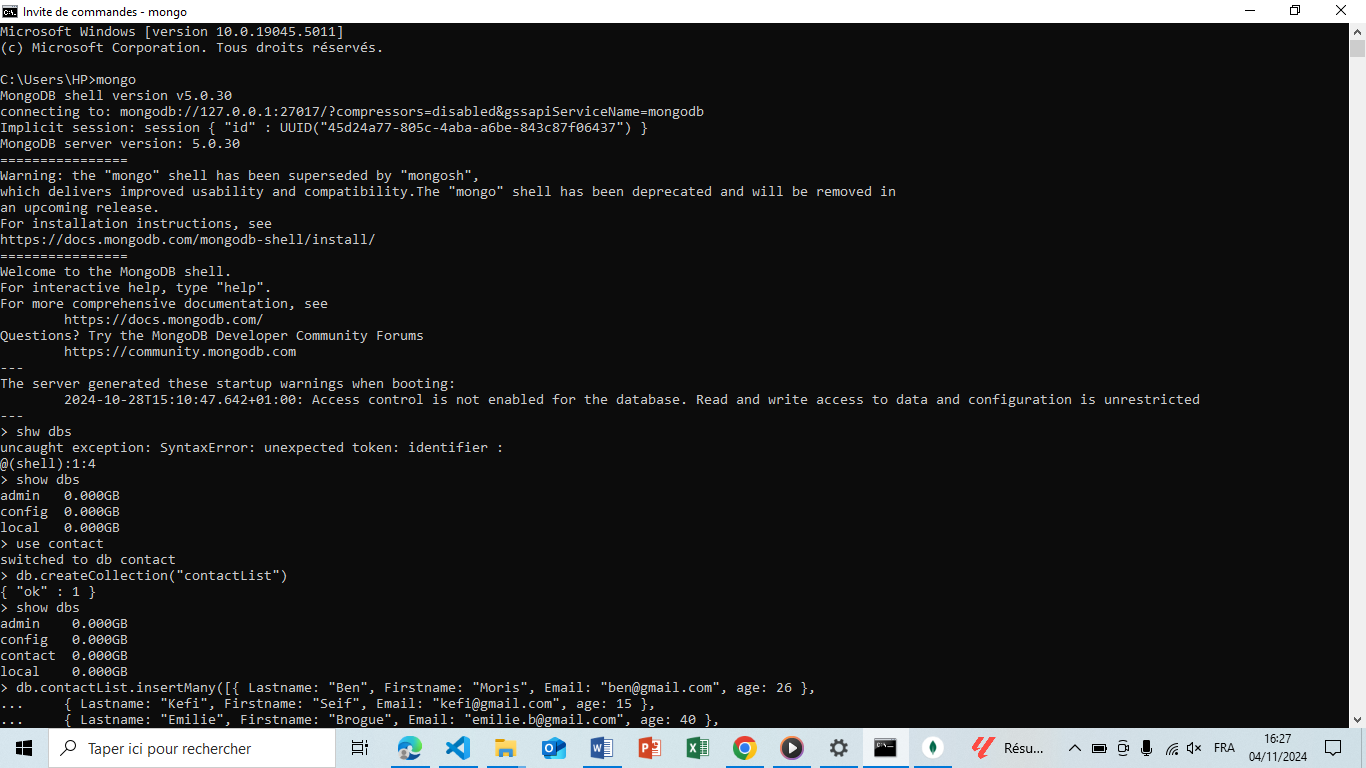 Invite de commandes - mongo
Microsoft Windows [version 10.0.19045.5011]
(c) Microsoft Corporation. Tous droits réservés.
C:\Users\HP>mongo
MongoDB shell version v5.0.30
connecting to: mongodb://127.0.0.1:27017/?compressors=disabled&gssapiServiceName=mongodb
Implicit session: session { "id" : UUID("45d24a77-805c-4aba-a6be-843c87f06437") }
MongoDB server version: 5.0.30
================
Warning: the "mongo" shell has been superseded by "mongosh",
which delivers improved usability and compatibility.The "mongo" shell has been deprecated and will be removed in
an upcoming release.
For installation instructions, see
https://docs.mongodb.com/mongodb-shell/install/
================
Welcome to the MongoDB shell.
For interactive help, type "help".
For more comprehensive documentation, see
        https://docs.mongodb.com/
Questions? Try the MongoDB Developer Community Forums
        https://community.mongodb.com
---
The server generated these startup warnings when booting:
        2024-10-28T15:10:47.642+01:00: Access control is not enabled for the database. Read and write access to data and configuration is unrestricted
---
> shw dbs
uncaught exception: SyntaxError: unexpected token: identifier :
@(shell):1:4
> show dbs
admin   0.000GB
config  0.000GB
local   0.000GB
> use contact
switched to db contact
> db.createCollection("contactList")
{ "ok" : 1 }
> show dbs
admin    0.000GB
config   0.000GB
contact  0.000GB
local    0.000GB
> db.contactList.insertMany([{ Lastname: "Ben", Firstname: "Moris", Email: "ben@gmail.com", age: 26 },
...     { Lastname: "Kefi", Firstname: "Seif", Email: "kefi@gmail.com", age: 15 },
...     { Lastname: "Emilie", Firstname: "Brogue", Email: "emilie.b@gmail.com", age: 40 },
Taper ici pour rechercher
Résu...
FRA
16:27
04/11/2024